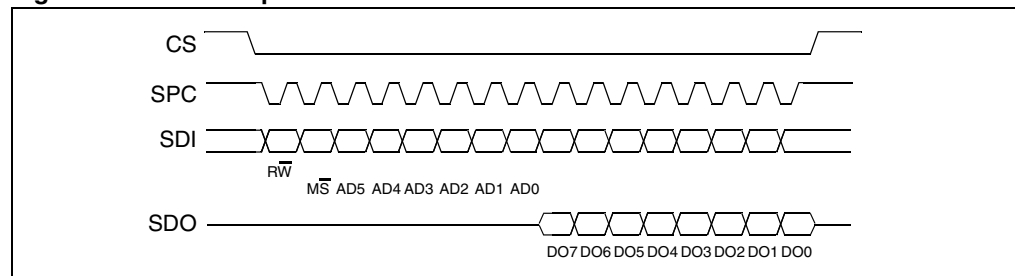 CS
SPC
SDI
RW̅
MS̅ AD5 AD4 AD3 AD2 AD1 AD0
SDO
DO7 DO6 DO5 DO4 DO3 DO2 DO1 DO0